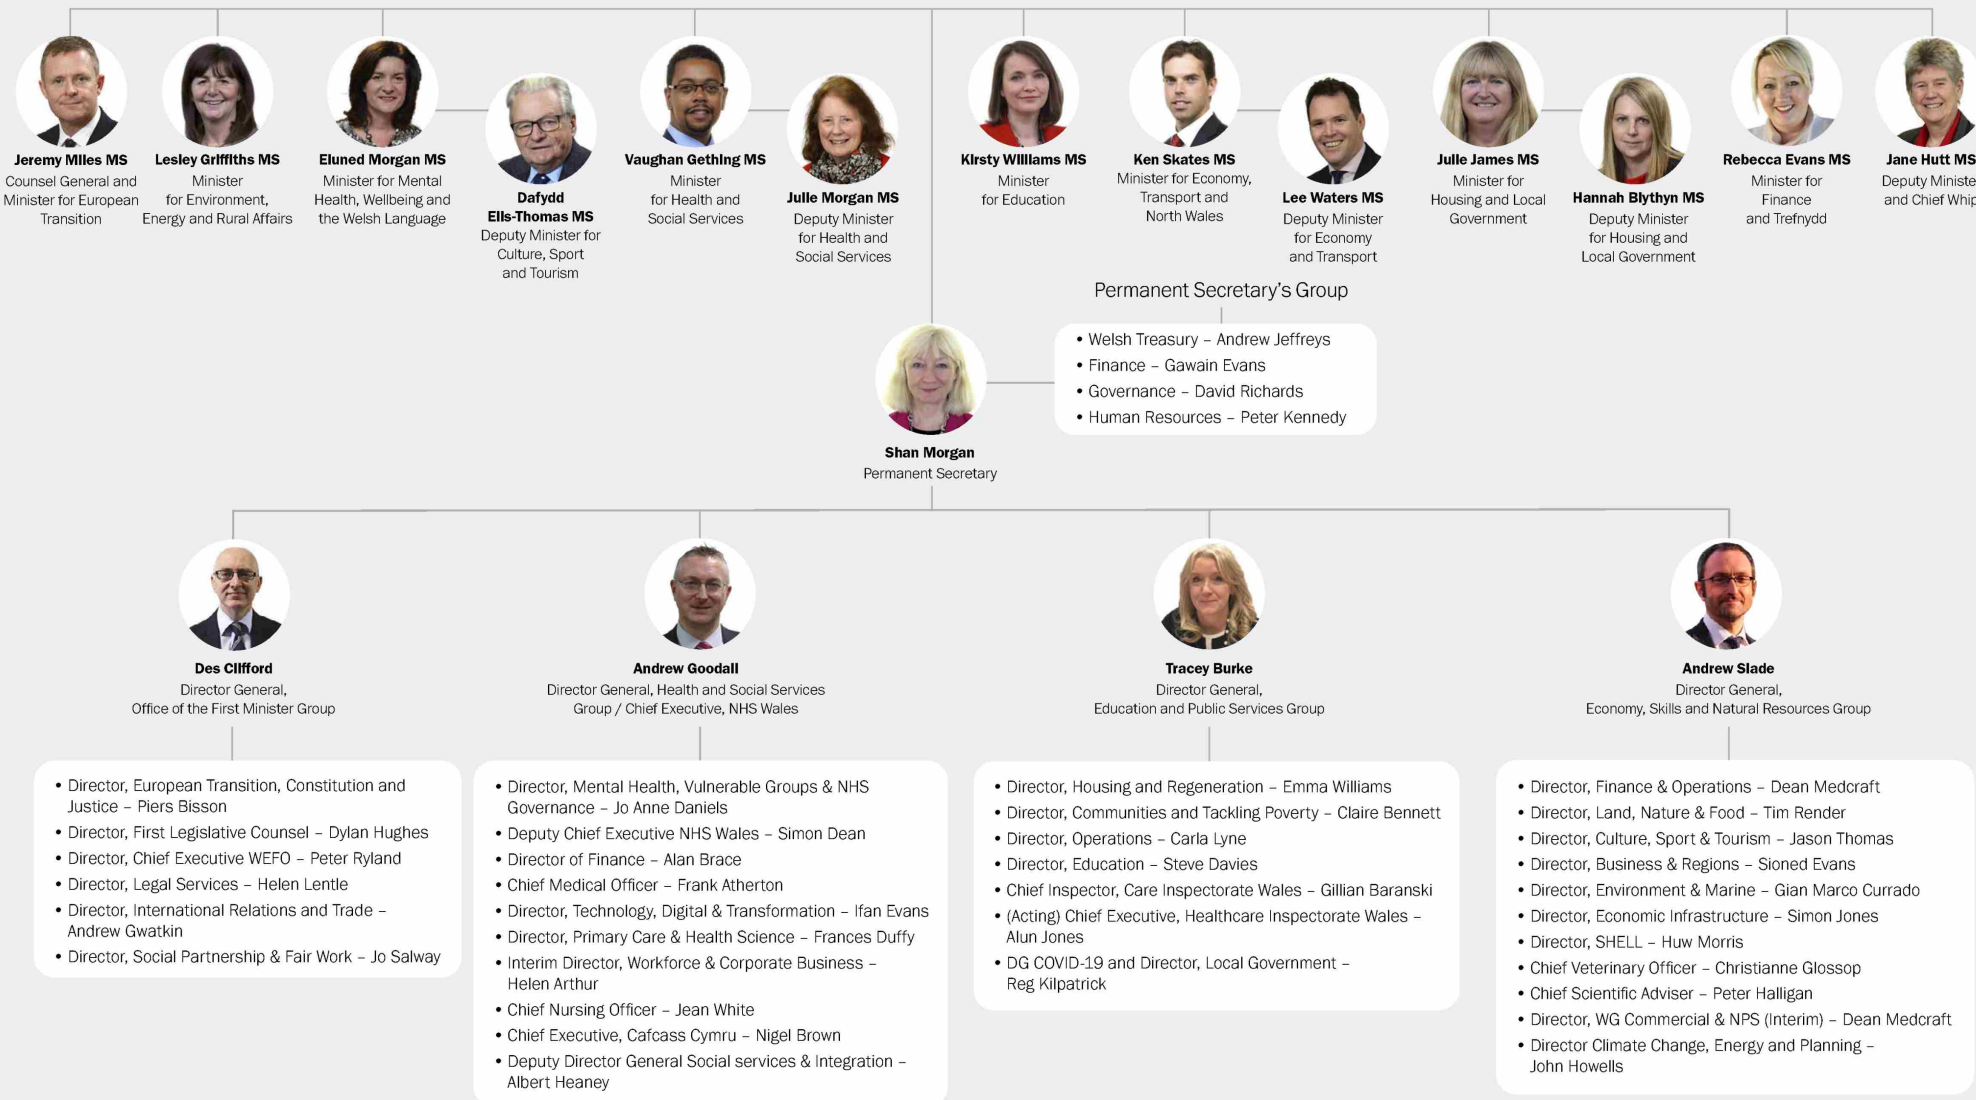 Jeremy Miles MS
Counsel General and
Minister for European
Transition
Lesley Griffiths MS
Minister
for Environment,
Energy and Rural Affairs
Eluned Morgan MS
Minister for Mental
Health, Wellbeing and
the Welsh Language
Dafydd
Elis-Thomas MS
Deputy Minister for
Culture, Sport
and Tourism
Vaughan Gething MS
Minister
for Health and
Social Services
Julie Morgan MS
Deputy Minister
for Health and
Social Services
Kirsty Williams MS
Minister
for Education
Ken Skates MS
Minister for Economy,
Transport and
North Wales
Lee Waters MS
Deputy Minister
for Economy
and Transport
Julie James MS
Minister for
Housing and Local
Government
Hannah Blythyn MS
Deputy Minister
for Housing and
Local Government
Rebecca Evans MS
Minister for
Finance
and Trefnydd
Jane Hutt MS
Deputy Ministe
and Chief Whip
Permanent Secretary's Group
• Welsh Treasury – Andrew Jeffreys
• Finance – Gawain Evans
• Governance – David Richards
• Human Resources – Peter Kennedy
Shan Morgan
Permanent Secretary
Des Clifford
Director General,
Office of the First Minister Group
• Director, European Transition, Constitution and
Justice – Piers Bisson
• Director, First Legislative Counsel – Dylan Hughes
• Director, Chief Executive WEFO – Peter Ryland
• Director, Legal Services – Helen Lentle
• Director, International Relations and Trade –
Andrew Gwatkin
• Director, Social Partnership & Fair Work – Jo Salway
Andrew Goodall
Director General, Health and Social Services
Group / Chief Executive, NHS Wales
• Director, Mental Health, Vulnerable Groups & NHS
Governance – Jo Anne Daniels
• Deputy Chief Executive NHS Wales – Simon Dean
• Director of Finance – Alan Brace
• Chief Medical Officer – Frank Atherton
• Director, Technology, Digital & Transformation – Ifan Evans
• Director, Primary Care & Health Science – Frances Duffy
• Interim Director, Workforce & Corporate Business –
Helen Arthur
• Chief Nursing Officer – Jean White
• Chief Executive, Cafcass Cymru – Nigel Brown
• Deputy Director General Social services & Integration –
Albert Heaney
Tracey Burke
Director General,
Education and Public Services Group
• Director, Housing and Regeneration – Emma Williams
• Director, Communities and Tackling Poverty – Claire Bennett
• Director, Operations – Carla Lyne
• Director, Education – Steve Davies
• Chief Inspector, Care Inspectorate Wales – Gillian Baranski
• (Acting) Chief Executive, Healthcare Inspectorate Wales –
Alun Jones
• DG COVID-19 and Director, Local Government –
Reg Kilpatrick
Andrew Slade
Director General,
Economy, Skills and Natural Resources Group
• Director, Finance & Operations – Dean Medcraft
• Director, Land, Nature & Food – Tim Render
• Director, Culture, Sport & Tourism – Jason Thomas
• Director, Business & Regions – Sioned Evans
• Director, Environment & Marine – Gian Marco Currado
• Director, Economic Infrastructure – Simon Jones
• Director, SHELL – Huw Morris
• Chief Veterinary Officer – Christianne Glossop
• Chief Scientific Adviser – Peter Halligan
• Director, WG Commercial & NPS (Interim) – Dean Medcraft
• Director Climate Change, Energy and Planning –
John Howells